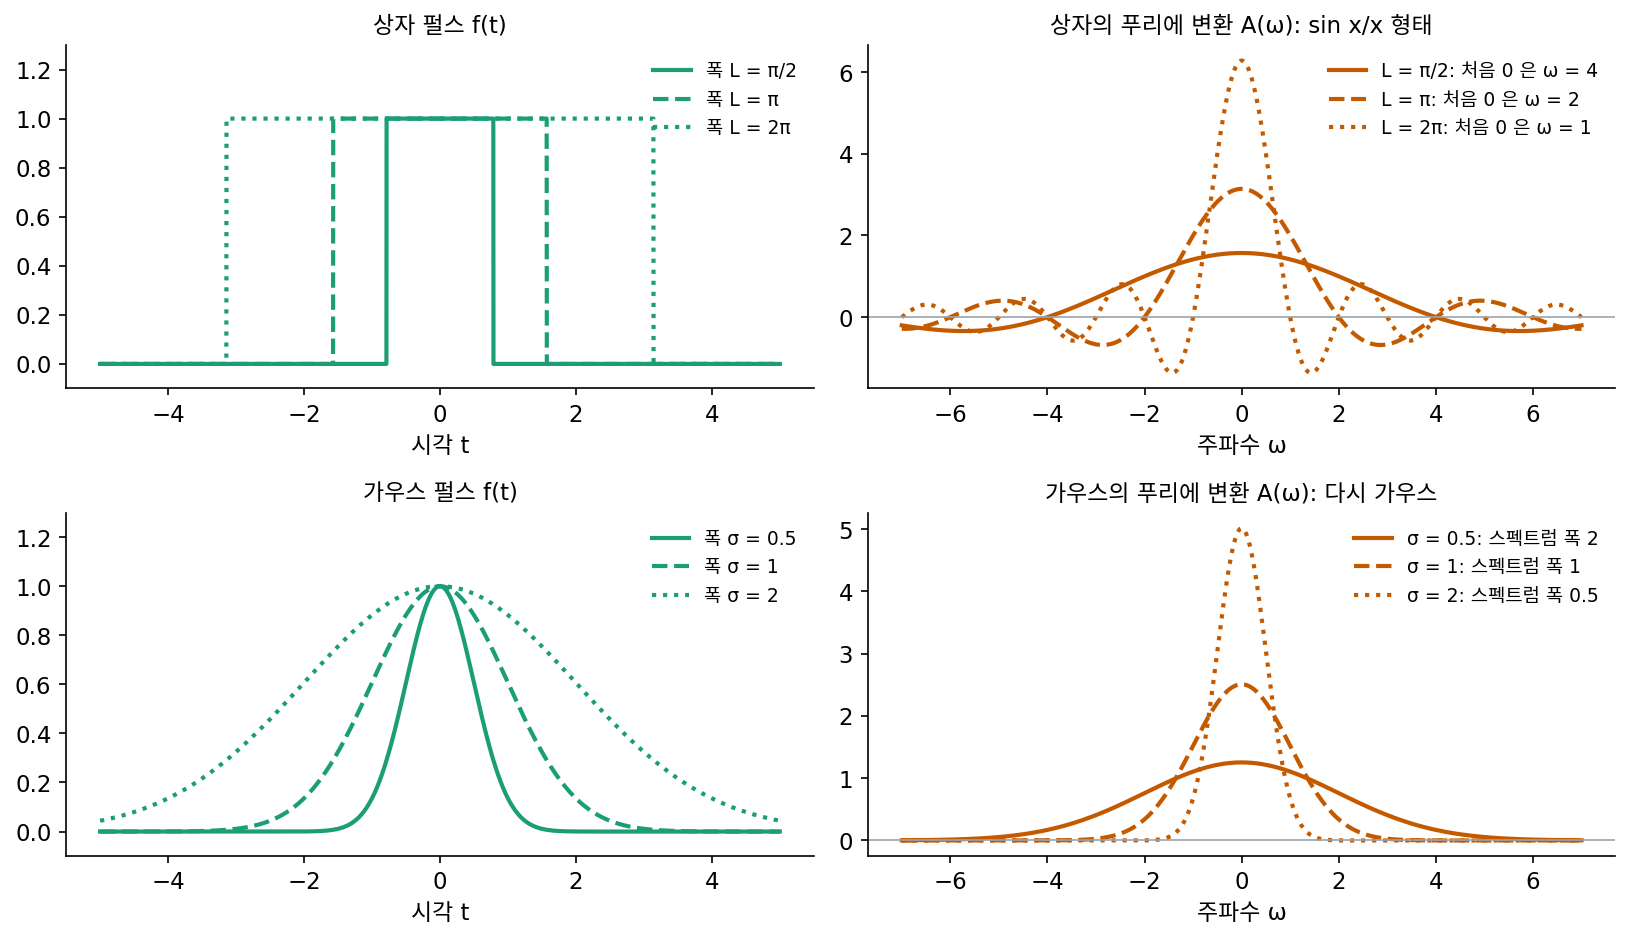 상자 펄스 f(t)
1.2
1.0
0.8
0.6
0.4
0.2
0.0
폭 L = π/2
폭 L = π
폭 L = 2π
−4
−2
0
2
4
시각 t
상자의 푸리에 변환 A(ω): sin x/x 형태
6
4
2
0
L = π/2: 처음 0 은 ω = 4
L = π: 처음 0 은 ω = 2
L = 2π: 처음 0 은 ω = 1
−6
−4
−2
0
2
4
6
주파수 ω
가우스 펄스 f(t)
1.2
1.0
0.8
0.6
0.4
0.2
0.0
폭 σ = 0.5
폭 σ = 1
폭 σ = 2
−4
−2
0
2
4
시각 t
가우스의 푸리에 변환 A(ω): 다시 가우스
5
4
3
2
1
0
σ = 0.5: 스펙트럼 폭 2
σ = 1: 스펙트럼 폭 1
σ = 2: 스펙트럼 폭 0.5
−6
−4
−2
0
2
4
6
주파수 ω